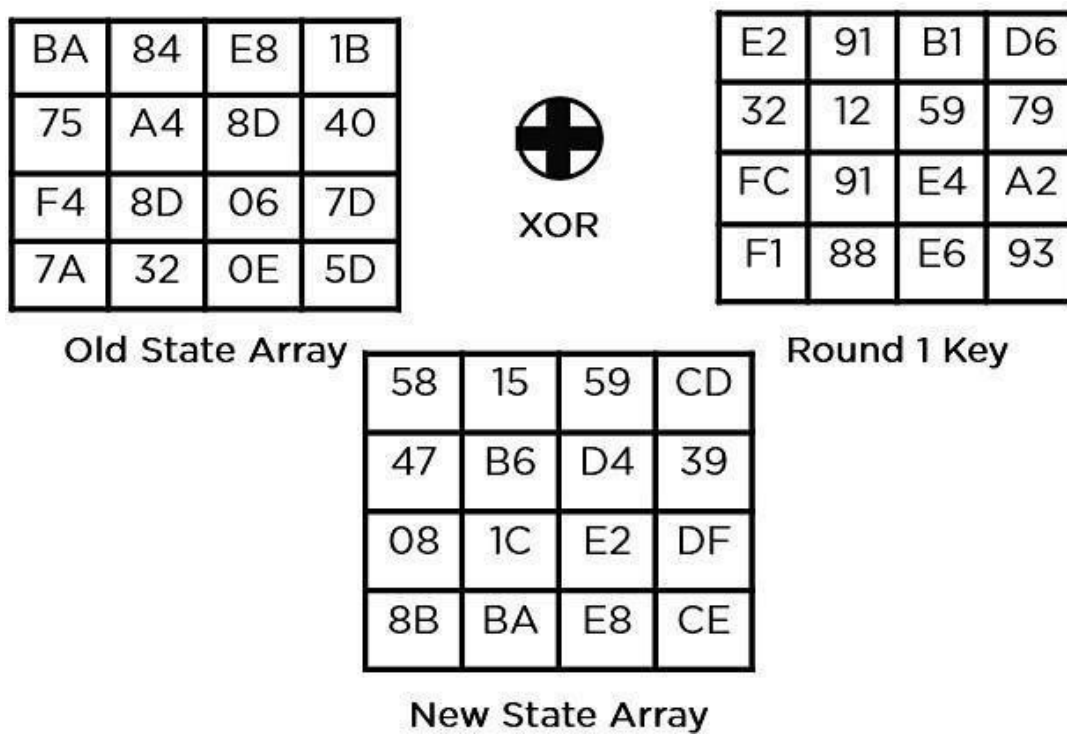 BA 84 E8 1B
75 A4 8D 40
F4 8D 06 7D
7A 32 0E 5D
Old State Array
XOR
E2 91 B1 D6
32 12 59 79
FC 91 E4 A2
F1 88 E6 93
Round 1 Key
58 15 59 CD
47 B6 D4 39
08 1C E2 DF
8B BA E8 CE
New State Array